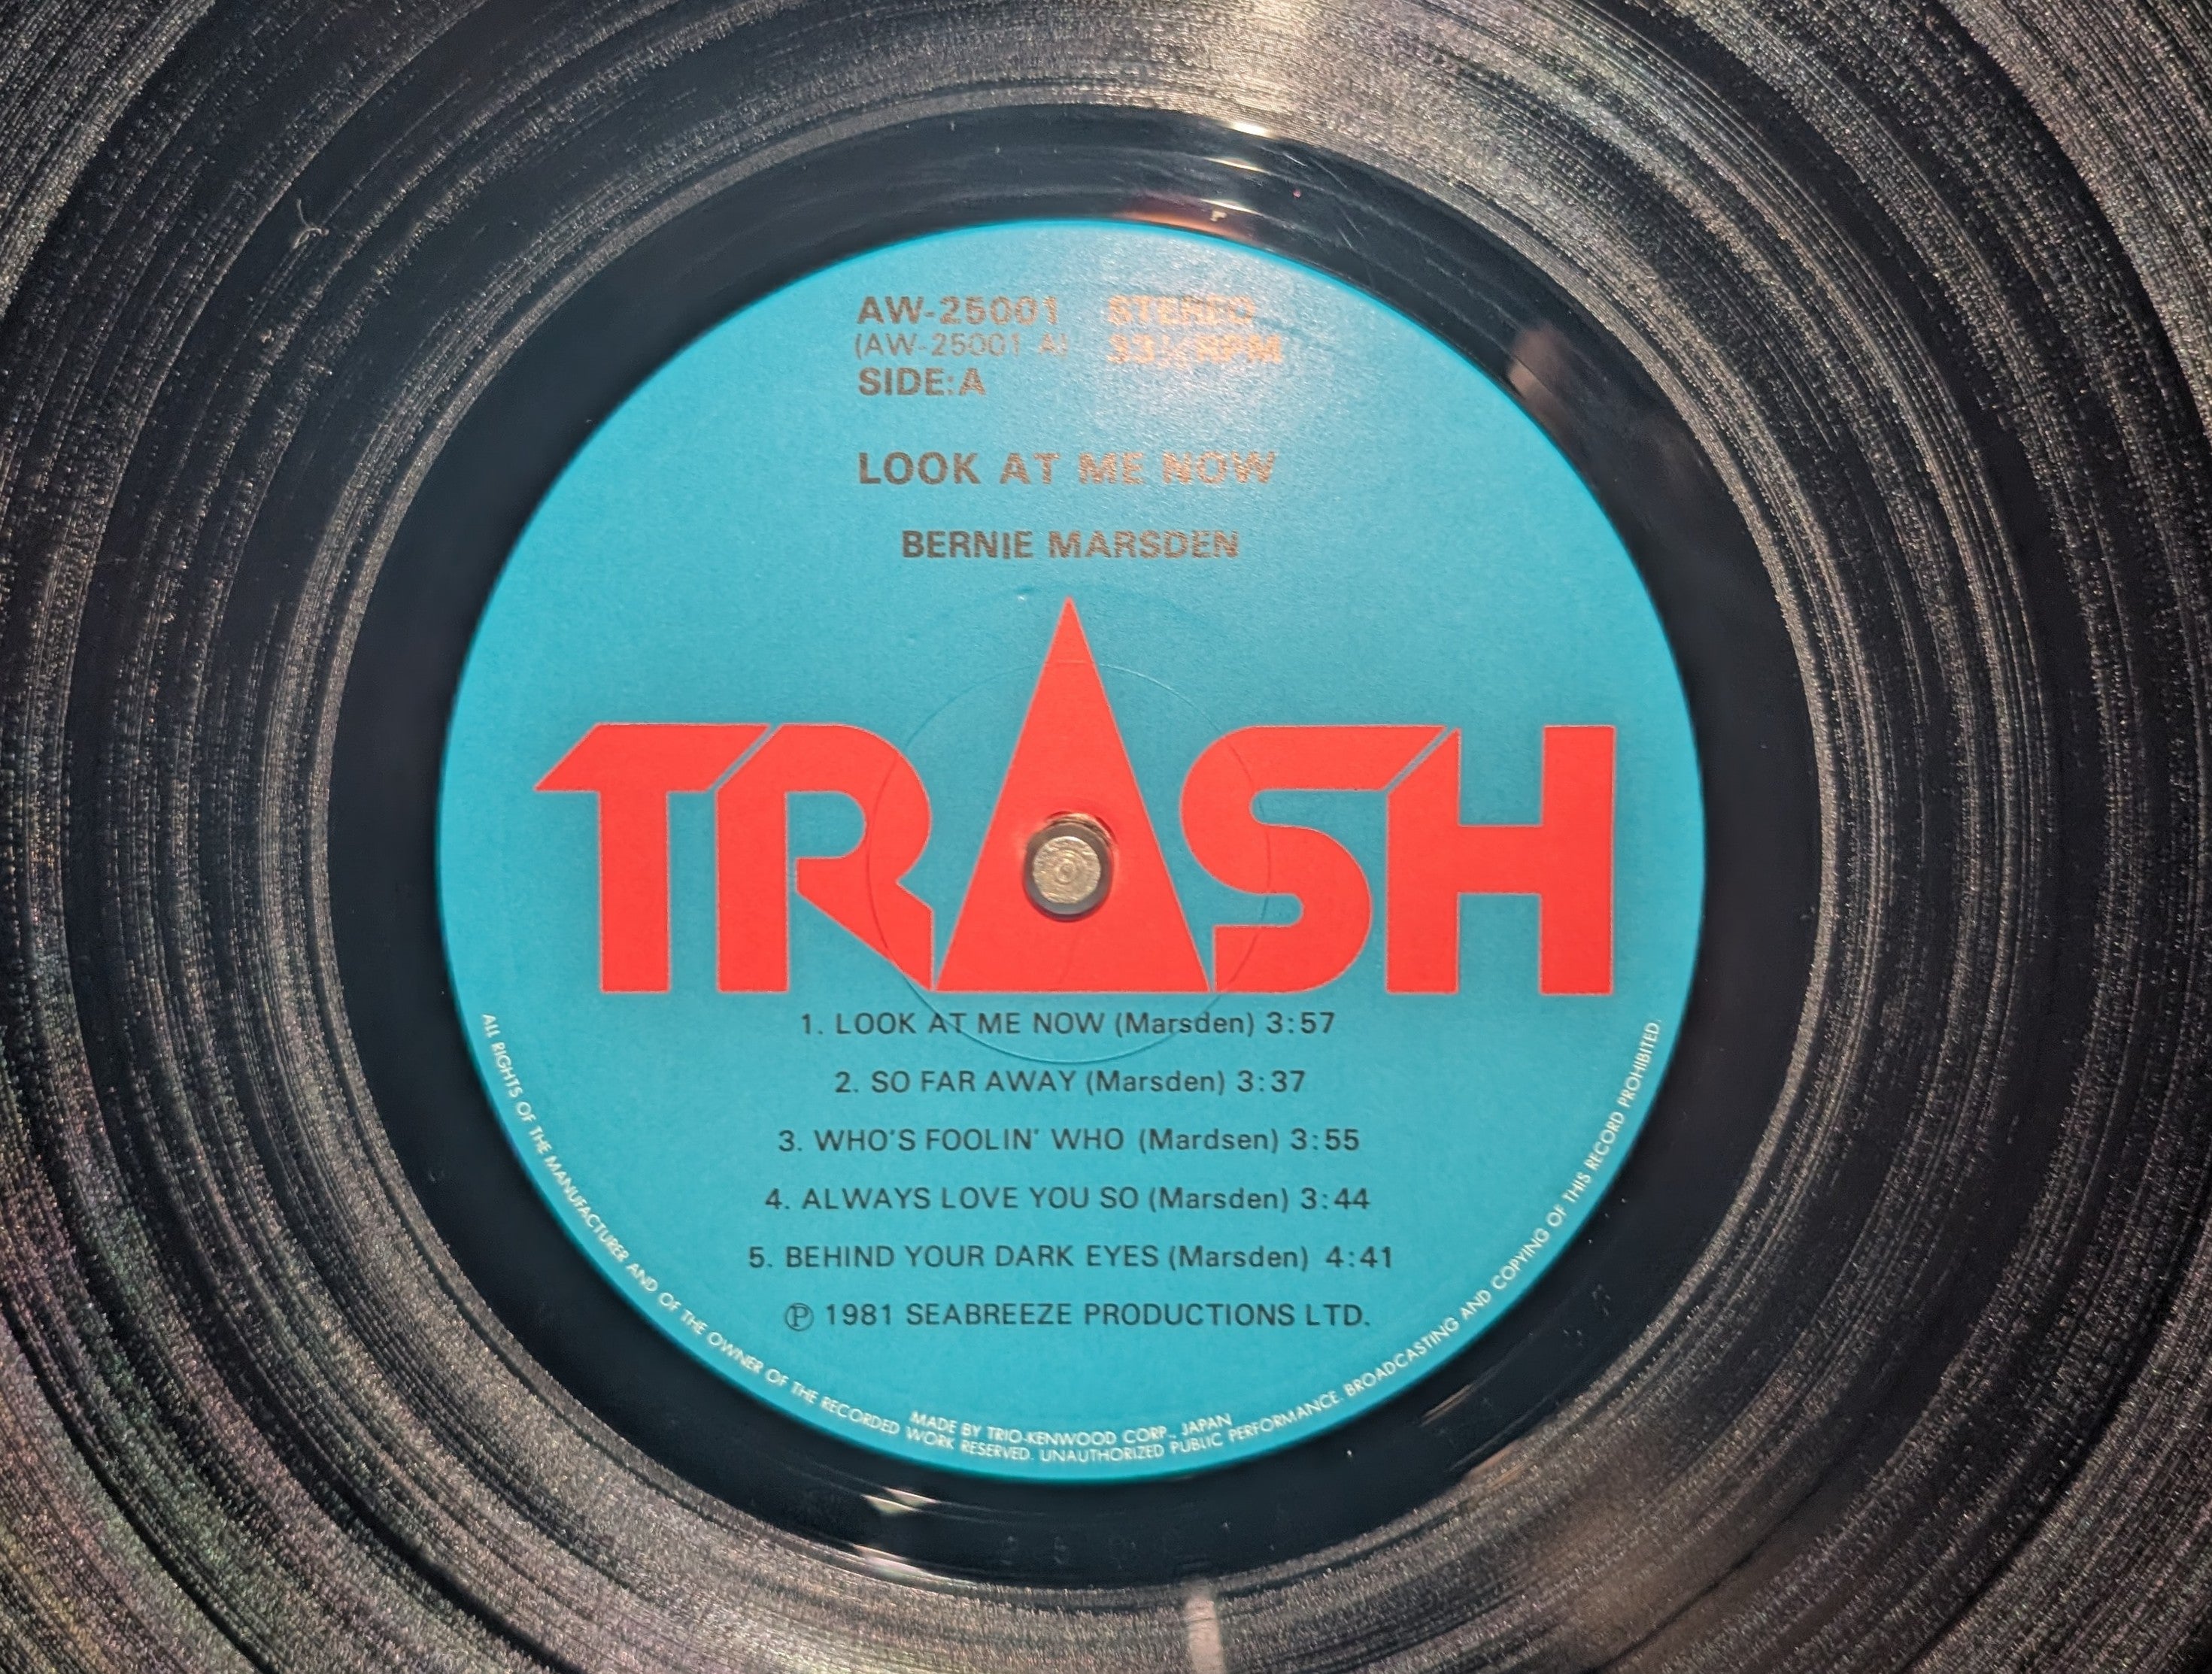 AW-25001 STEREO
(AW-25001 A) 33⅓RPM
SIDE:A
LOOK AT ME NOW
BERNIE MARSDEN
TRASH
1. LOOK AT ME NOW (Marsden) 3:57
2. SO FAR AWAY (Marsden) 3:37
3. WHO'S FOOLIN' WHO (Mardsen) 3:55
4. ALWAYS LOVE YOU SO (Marsden) 3:44
5. BEHIND YOUR DARK EYES (Marsden) 4:41
Ⓟ 1981 SEABREEZE PRODUCTIONS LTD.
MADE BY TRIO-KENWOOD CORP., JAPAN
ALL RIGHTS OF THE MANUFACTURER AND OF THE OWNER OF THE RECORDED WORK RESERVED. UNAUTHORIZED PUBLIC PERFORMANCE BROADCASTING AND COPYING OF THIS RECORD PROHIBITED.